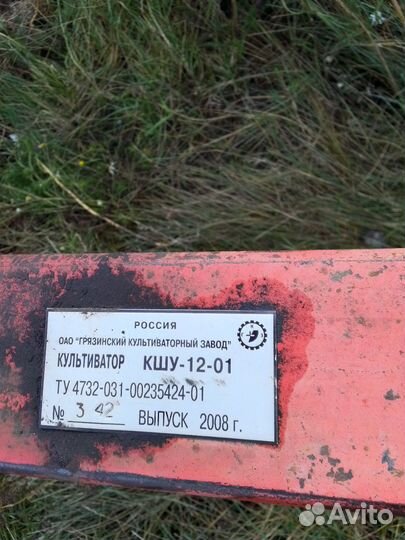 РОССИЯ
ОАО "ГРЯЗИНСКИЙ КУЛЬТИВАТОРНЫЙ ЗАВОД"
КУЛЬТИВАТОР КШУ-12-01
ТУ 4732-031-00235424-01
№ 3 42 ВЫПУСК 2008 г.
Avito